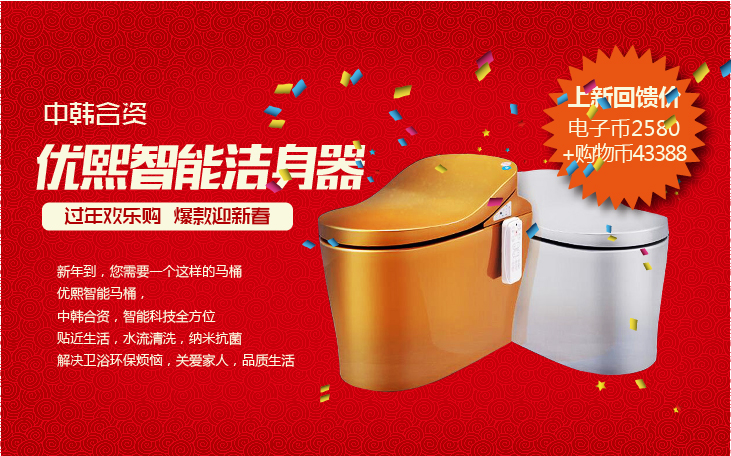 中韩合资
优熙智能洁身器
过年欢乐购 爆款迎新春
新年到，您需要一个这样的马桶
优熙智能马桶，
中韩合资，智能科技全方位
贴近生活，水流清洗，纳米抗菌
解决卫浴环保烦恼，关爱家人，品质生活
上新回馈价
电子币2580
+购物币43388